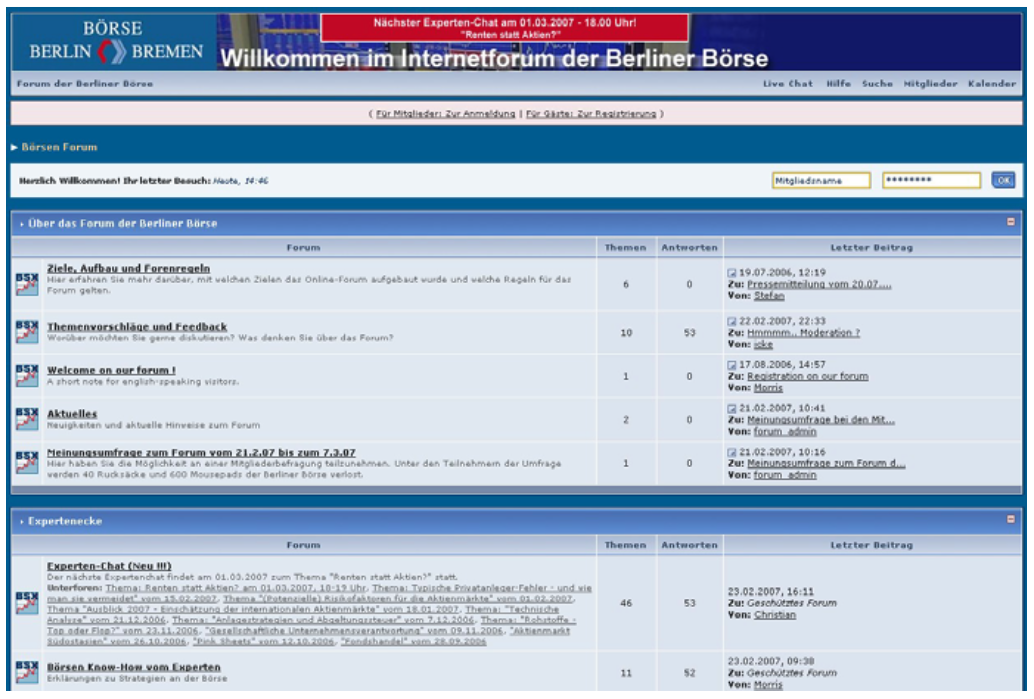 BÖRSE
BERLIN BREMEN
Nächster Experten-Chat am 01.03.2007 - 18.00 Uhr!
"Renten statt Aktien?"
Willkommen im Internetforum der Berliner Börse
Forum der Berliner Börse
Live Chat Hilfe Suche Mitglieder Kalender
( Für Mitglieder: Zur Anmeldung | Für Gäste: Zur Registrierung )
Börsen Forum
Herzlich Willkommen! Ihr letzter Besuch: Heute, 14:46
Mitgliedsname ******** OK
Über das Forum der Berliner Börse
Forum Themen Antworten Letzter Beitrag
BSX
Ziele, Aufbau und Forenregeln
Hier erfahren Sie mehr darüber, mit welchen Zielen das Online-Forum aufgebaut wurde und welche Regeln für das
Forum gelten.
6 0
19.07.2006, 12:19
Zu: Pressemitteilung vom 20.07....
Von: Stefan
BSX
Themenvorschläge und Feedback
Worüber möchten Sie gerne diskutieren? Was denken Sie über das Forum?
10 53
22.02.2007, 22:33
Zu: Hmmmm.. Moderation ?
Von: icke
BSX
Welcome on our forum !
A short note for english-speaking visitors.
1 0
17.08.2006, 14:57
Zu: Registration on our forum
Von: Morris
BSX
Aktuelles
Neuigkeiten und aktuelle Hinweise zum Forum
2 0
21.02.2007, 10:41
Zu: Meinungsumfrage bei den Mit...
Von: forum_admin
BSX
Meinungsumfrage zum Forum vom 21.2.07 bis zum 7.3.07
Hier haben Sie die Möglichkeit an einer Mitgliederbefragung teilzunehmen. Unter den Teilnehmern der Umfrage
werden 40 Rucksäcke und 600 Mousepads der Berliner Börse verlost.
1 0
21.02.2007, 10:16
Zu: Meinungsumfrage zum Forum d...
Von: forum_admin
Expertenecke
Forum Themen Antworten Letzter Beitrag
BSX
Experten-Chat (Neu !!!)
Der nächste Expertenchat findet am 01.03.2007 zum Thema "Renten statt Aktien?" statt.
Unterforen: Thema: Renten statt Aktien? am 01.03.2007, 18-19 Uhr, Thema: Typische Privatanleger-Fehler - und wie
man sie vermeidet" vom 15.02.2007, Thema "(Potenzielle) Risikofaktoren für die Aktienmärkte" vom 01.02.2007,
Thema "Ausblick 2007 - Einschätzung der internationalen Aktienmärkte" vom 18.01.2007, Thema: "Technische
Analyse" vom 21.12.2006, Thema: "Anlagestrategien und Abgeltungssteuer" vom 7.12.2006, Thema: "Rohstoffe -
Top oder Flop?" vom 23.11.2006, "Gesellschaftliche Unternehmensverantwortung" vom 09.11.2006, "Aktienmarkt
Südostasien" vom 26.10.2006, "Pink Sheets" vom 12.10.2006, "Fondshandel" vom 28.09.2006
46 53
23.02.2007, 16:11
Zu: Geschütztes Forum
Von: Christian
BSX
Börsen Know-How vom Experten
Erklärungen zu Strategien an der Börse
11 52
23.02.2007, 09:38
Zu: Geschütztes Forum
Von: Morris